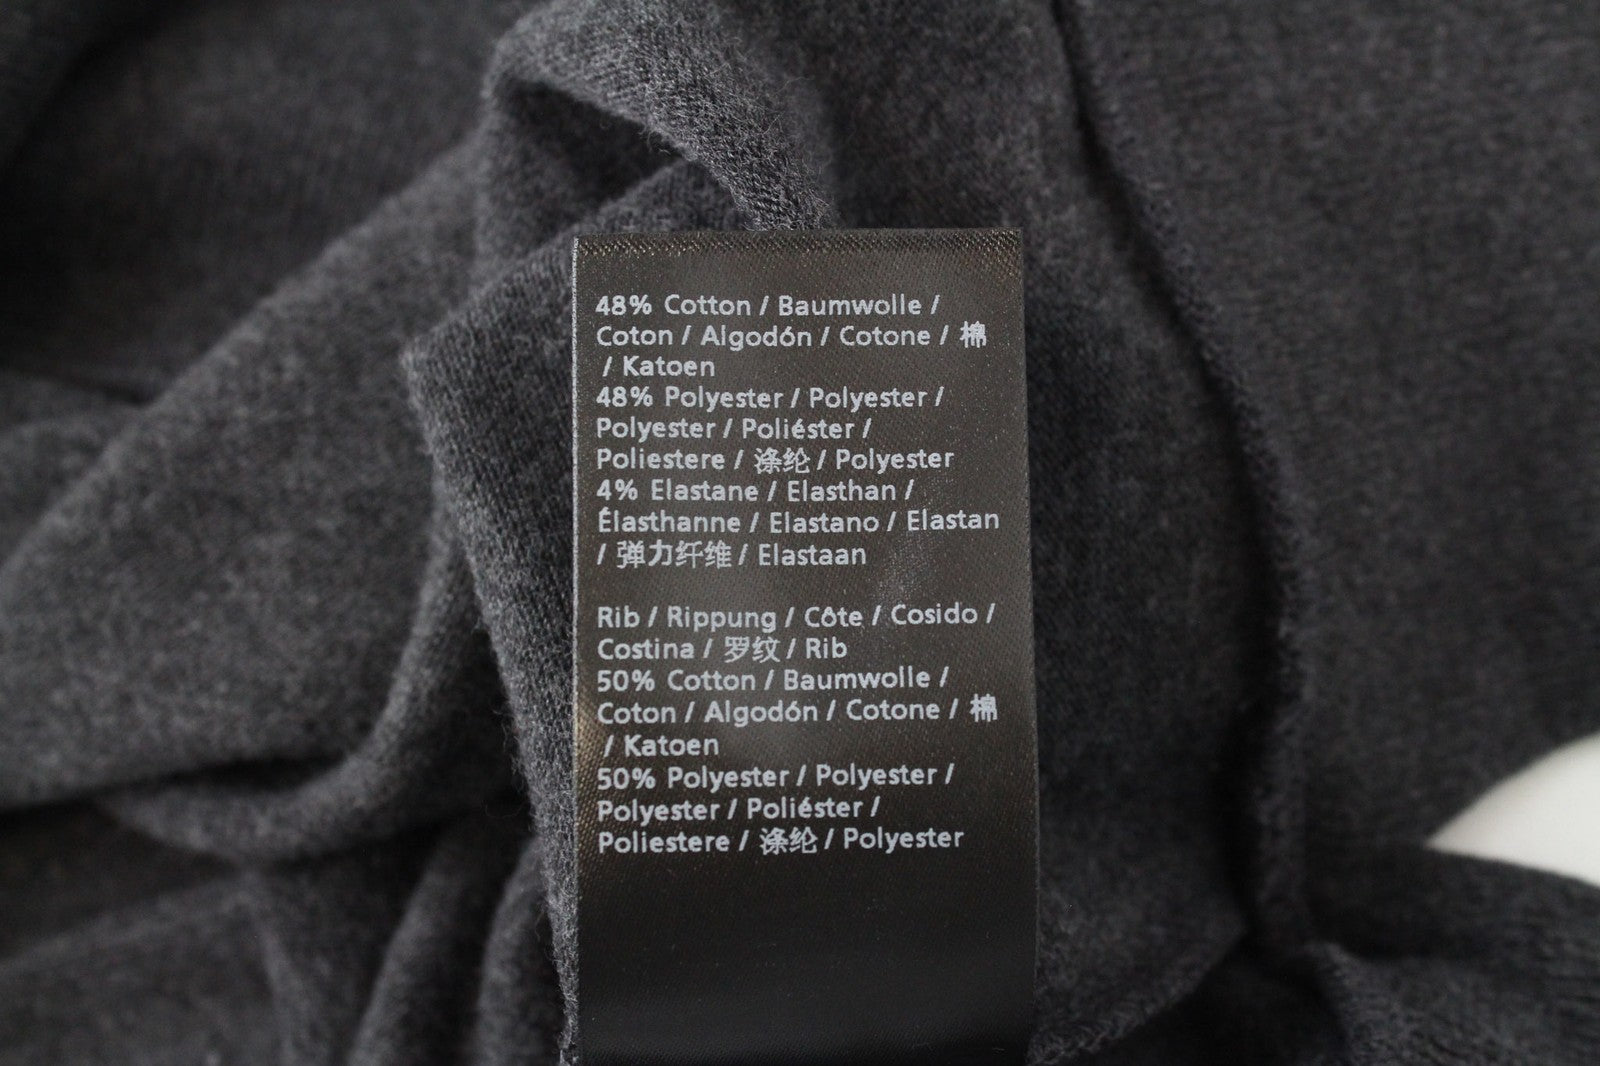 48% Cotton / Baumwolle /
Coton / Algodón / Cotone / 棉
/ Katoen
48% Polyester / Polyester /
Polyester / Poliéster /
Poliestere / 涤纶 / Polyester
4% Elastane / Elasthan /
Élasthanne / Elastano / Elastan
/ 弹力纤维 / Elastaan
Rib / Rippung / Côte / Cosido /
Costina / 罗纹 / Rib
50% Cotton / Baumwolle /
Coton / Algodón / Cotone / 棉
/ Katoen
50% Polyester / Polyester /
Polyester / Poliéster /
Poliestere / 涤纶 / Polyester